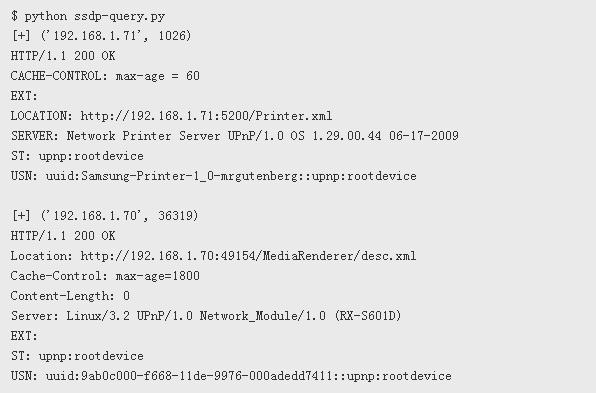 $ python ssdp-query.py
[+] ('192.168.1.71', 1026)
HTTP/1.1 200 OK
CACHE-CONTROL: max-age = 60
EXT:
LOCATION: http://192.168.1.71:5200/Printer.xml
SERVER: Network Printer Server UPnP/1.0 OS 1.29.00.44 06-17-2009
ST: upnp:rootdevice
USN: uuid:Samsung-Printer-1_0-mrgutenberg::upnp:rootdevice
[+] ('192.168.1.70', 36319)
HTTP/1.1 200 OK
Location: http://192.168.1.70:49154/MediaRenderer/desc.xml
Cache-Control: max-age=1800
Content-Length: 0
Server: Linux/3.2 UPnP/1.0 Network_Module/1.0 (RX-S601D)
EXT:
ST: upnp:rootdevice
USN: uuid:9ab0c000-f668-11de-9976-000adedd7411::upnp:rootdevice